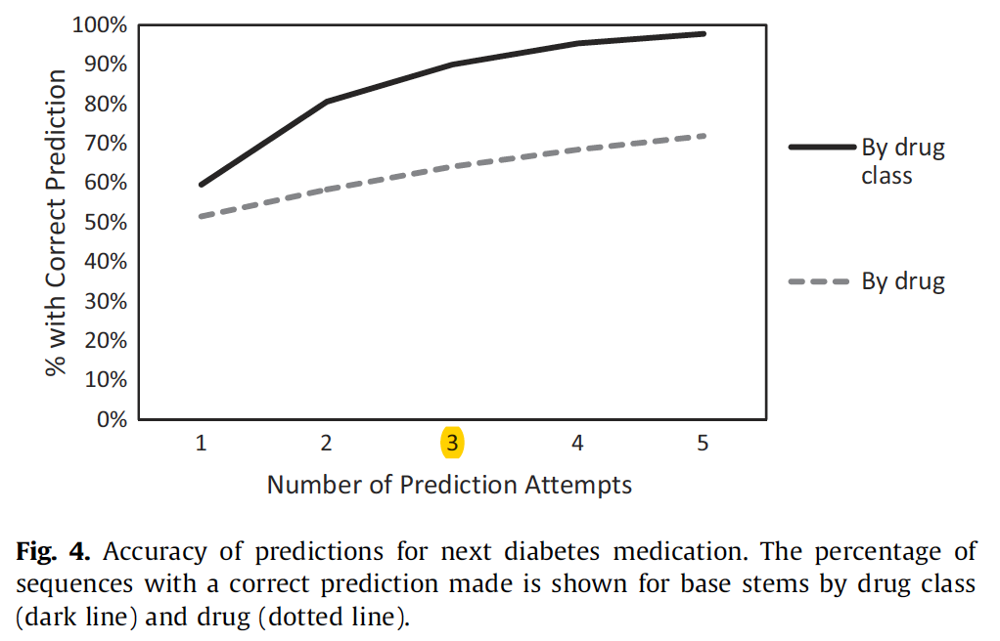 100%
90%
80%
70%
60%
50%
40%
30%
20%
10%
0%
% with Correct Prediction
1 2 3 4 5
Number of Prediction Attempts
By drug
class
By drug
Fig. 4. Accuracy of predictions for next diabetes medication. The percentage of
sequences with a correct prediction made is shown for base stems by drug class
(dark line) and drug (dotted line).